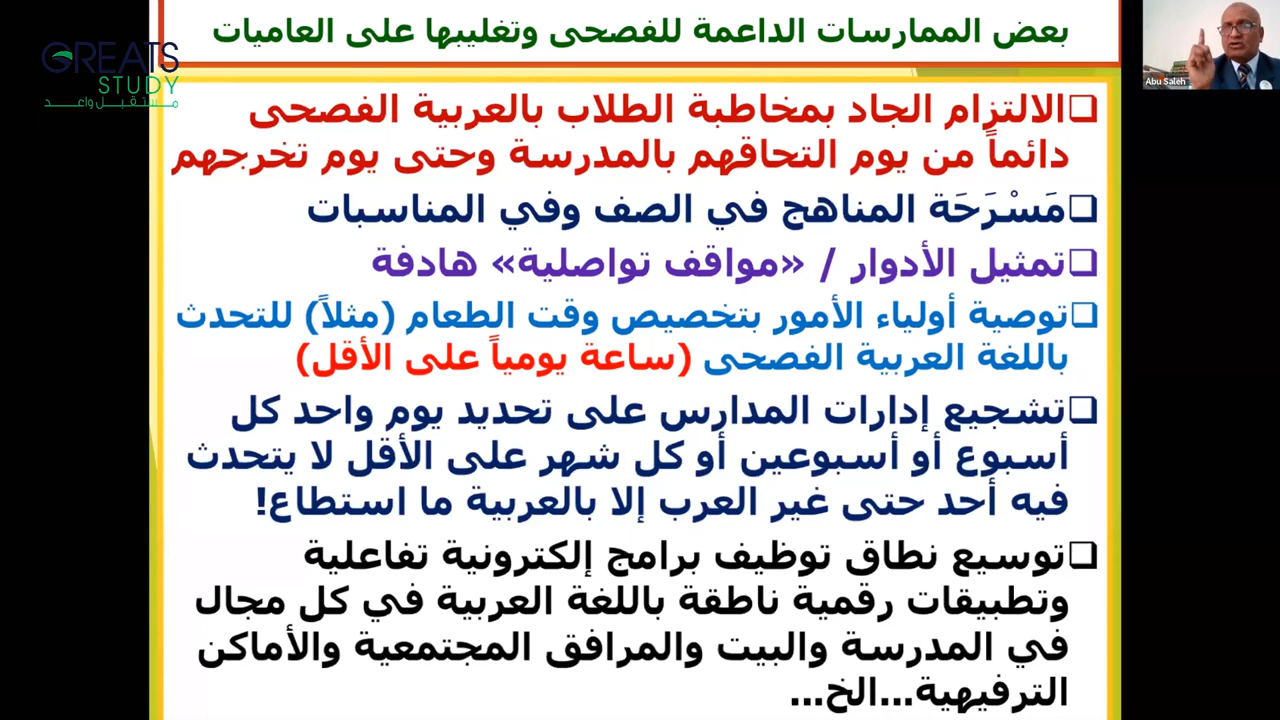 بعض الممارسات الداعمة للفصحى وتغليبها على العاميات
GREATS
STUDY
مستقبل واعد
Abu Saleh
❑الالتزام الجاد بمخاطبة الطلاب بالعربية الفصحى
دائماً من يوم التحاقهم بالمدرسة وحتى يوم تخرجهم
❑مَسْرَحَة المناهج في الصف وفي المناسبات
❑تمثيل الأدوار / «مواقف تواصلية» هادفة
❑توصية أولياء الأمور بتخصيص وقت الطعام (مثلاً) للتحدث
باللغة العربية الفصحى (ساعة يومياً على الأقل)
❑تشجيع إدارات المدارس على تحديد يوم واحد كل
أسبوع أو أسبوعين أو كل شهر على الأقل لا يتحدث
فيه أحد حتى غير العرب إلا بالعربية ما استطاع!
❑توسيع نطاق توظيف برامج إلكترونية تفاعلية
وتطبيقات رقمية ناطقة باللغة العربية في كل مجال
في المدرسة والبيت والمرافق المجتمعية والأماكن
الترفيهية...الخ...